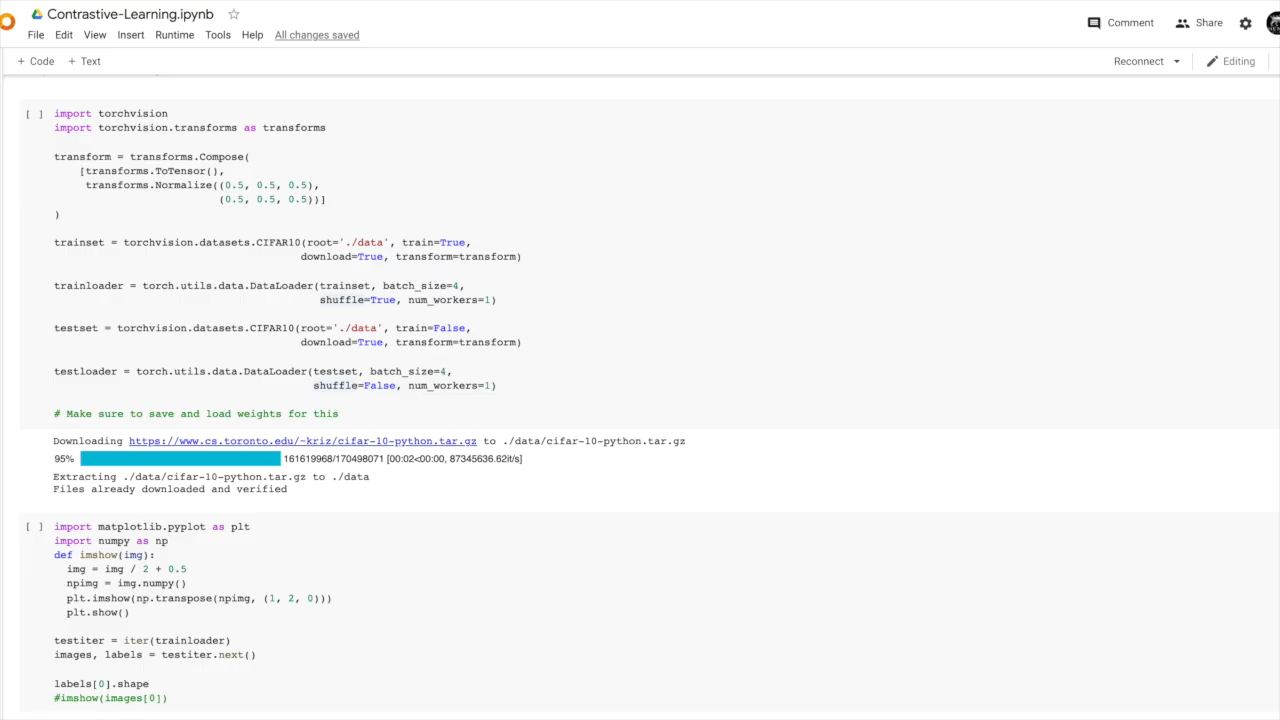 Contrastive-Learning.ipynb
File Edit View Insert Runtime Tools Help All changes saved
Comment Share
+ Code + Text
Reconnect Editing
[ ] import torchvision
import torchvision.transforms as transforms
transform = transforms.Compose(
[transforms.ToTensor(),
transforms.Normalize((0.5, 0.5, 0.5),
(0.5, 0.5, 0.5))]
)
trainset = torchvision.datasets.CIFAR10(root='./data', train=True,
download=True, transform=transform)
trainloader = torch.utils.data.DataLoader(trainset, batch_size=4,
shuffle=True, num_workers=1)
testset = torchvision.datasets.CIFAR10(root='./data', train=False,
download=True, transform=transform)
testloader = torch.utils.data.DataLoader(testset, batch_size=4,
shuffle=False, num_workers=1)
# Make sure to save and load weights for this
Downloading https://www.cs.toronto.edu/~kriz/cifar-10-python.tar.gz to ./data/cifar-10-python.tar.gz
95% 161619968/170498071 [00:02<00:00, 87345636.62it/s]
Extracting ./data/cifar-10-python.tar.gz to ./data
Files already downloaded and verified
[ ] import matplotlib.pyplot as plt
import numpy as np
def imshow(img):
img = img / 2 + 0.5
npimg = img.numpy()
plt.imshow(np.transpose(npimg, (1, 2, 0)))
plt.show()
testiter = iter(trainloader)
images, labels = testiter.next()
labels[0].shape
#imshow(images[0])